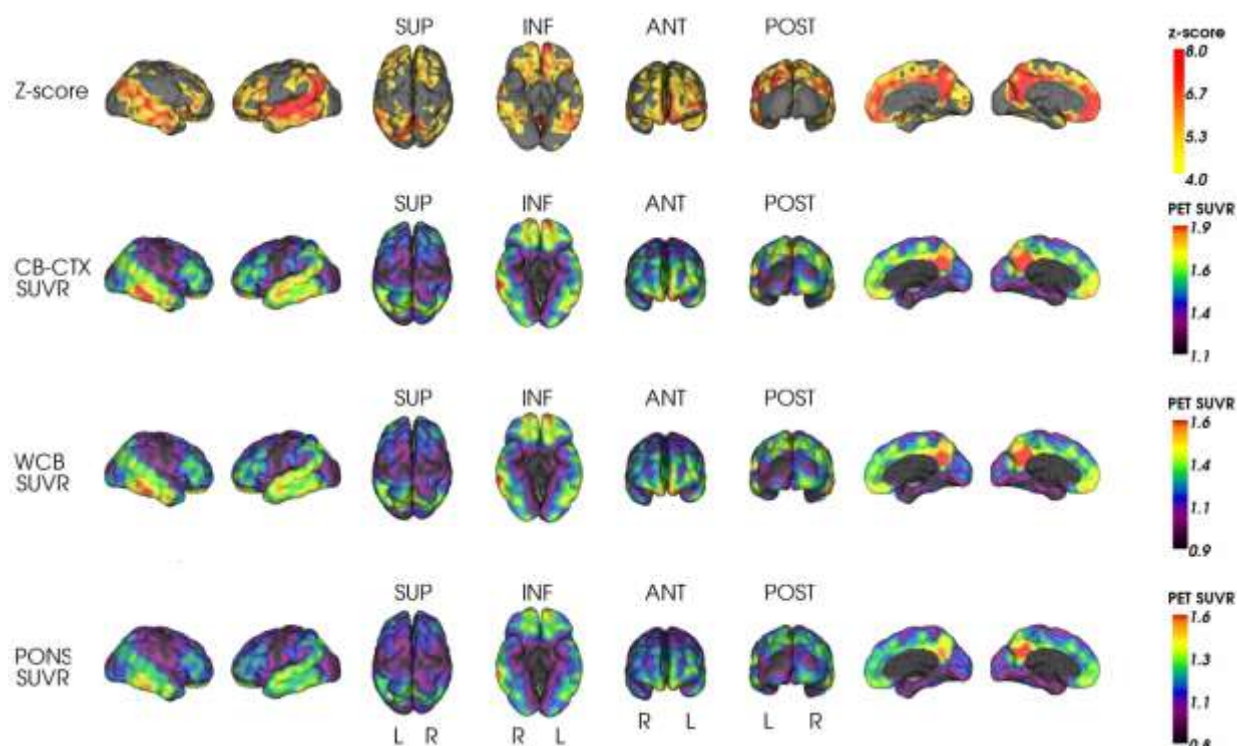 SUP INF ANT POST
z-score
Z-score
8.0
6.7
5.3
4.0
SUP INF ANT POST
PET SUVR
CB-CTX
SUVR
1.9
1.6
1.4
1.1
SUP INF ANT POST
PET SUVR
WCB
SUVR
1.6
1.4
1.1
0.9
SUP INF ANT POST
PET SUVR
PONS
SUVR
1.6
1.3
1.1
0.8
L R R L R L L R